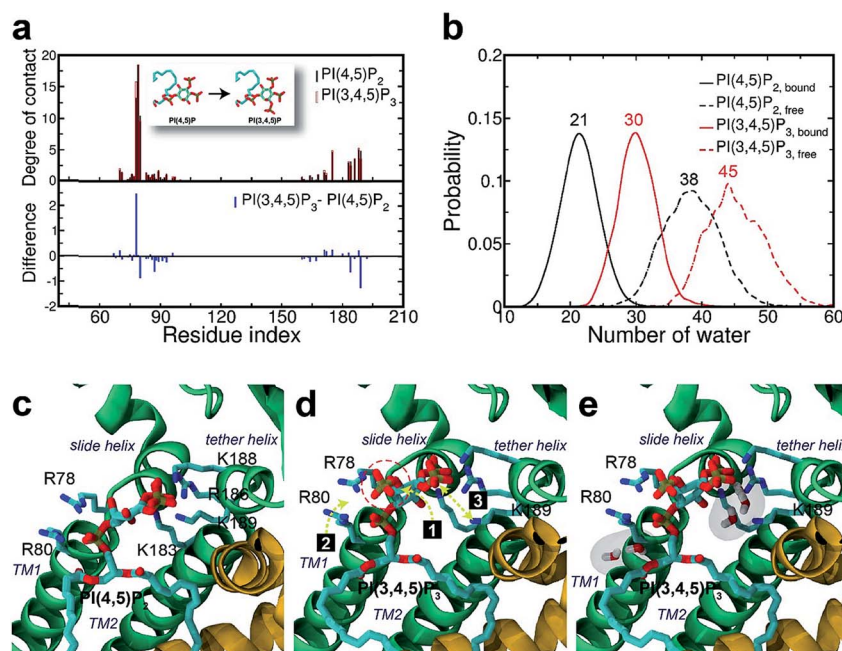 a
Degree of contact
20
15
10
5
0
PI(4,5)P
PI(3,4,5)P
PI(4,5)P2
PI(3,4,5)P3
Difference
2
1
0
-1
-2
PI(3,4,5)P3- PI(4,5)P2
60 90 120 150 180 210
Residue index
b
Probability
0.2
0.15
0.1
0.05
0
21
30
38
45
PI(4,5)P2, bound
PI(4,5)P2, free
PI(3,4,5)P3, bound
PI(3,4,5)P3, free
10 20 30 40 50 60
Number of water
c
slide helix
tether helix
R78
K188
R186
K189
R80
K183
TM1
PI(4,5)P2
TM2
d
slide helix
tether helix
R78
R80
3
1
K189
2
TM1
PI(3,4,5)P3
TM2
e
slide helix
tether helix
R78
R80
K189
TM1
PI(3,4,5)P3
TM2